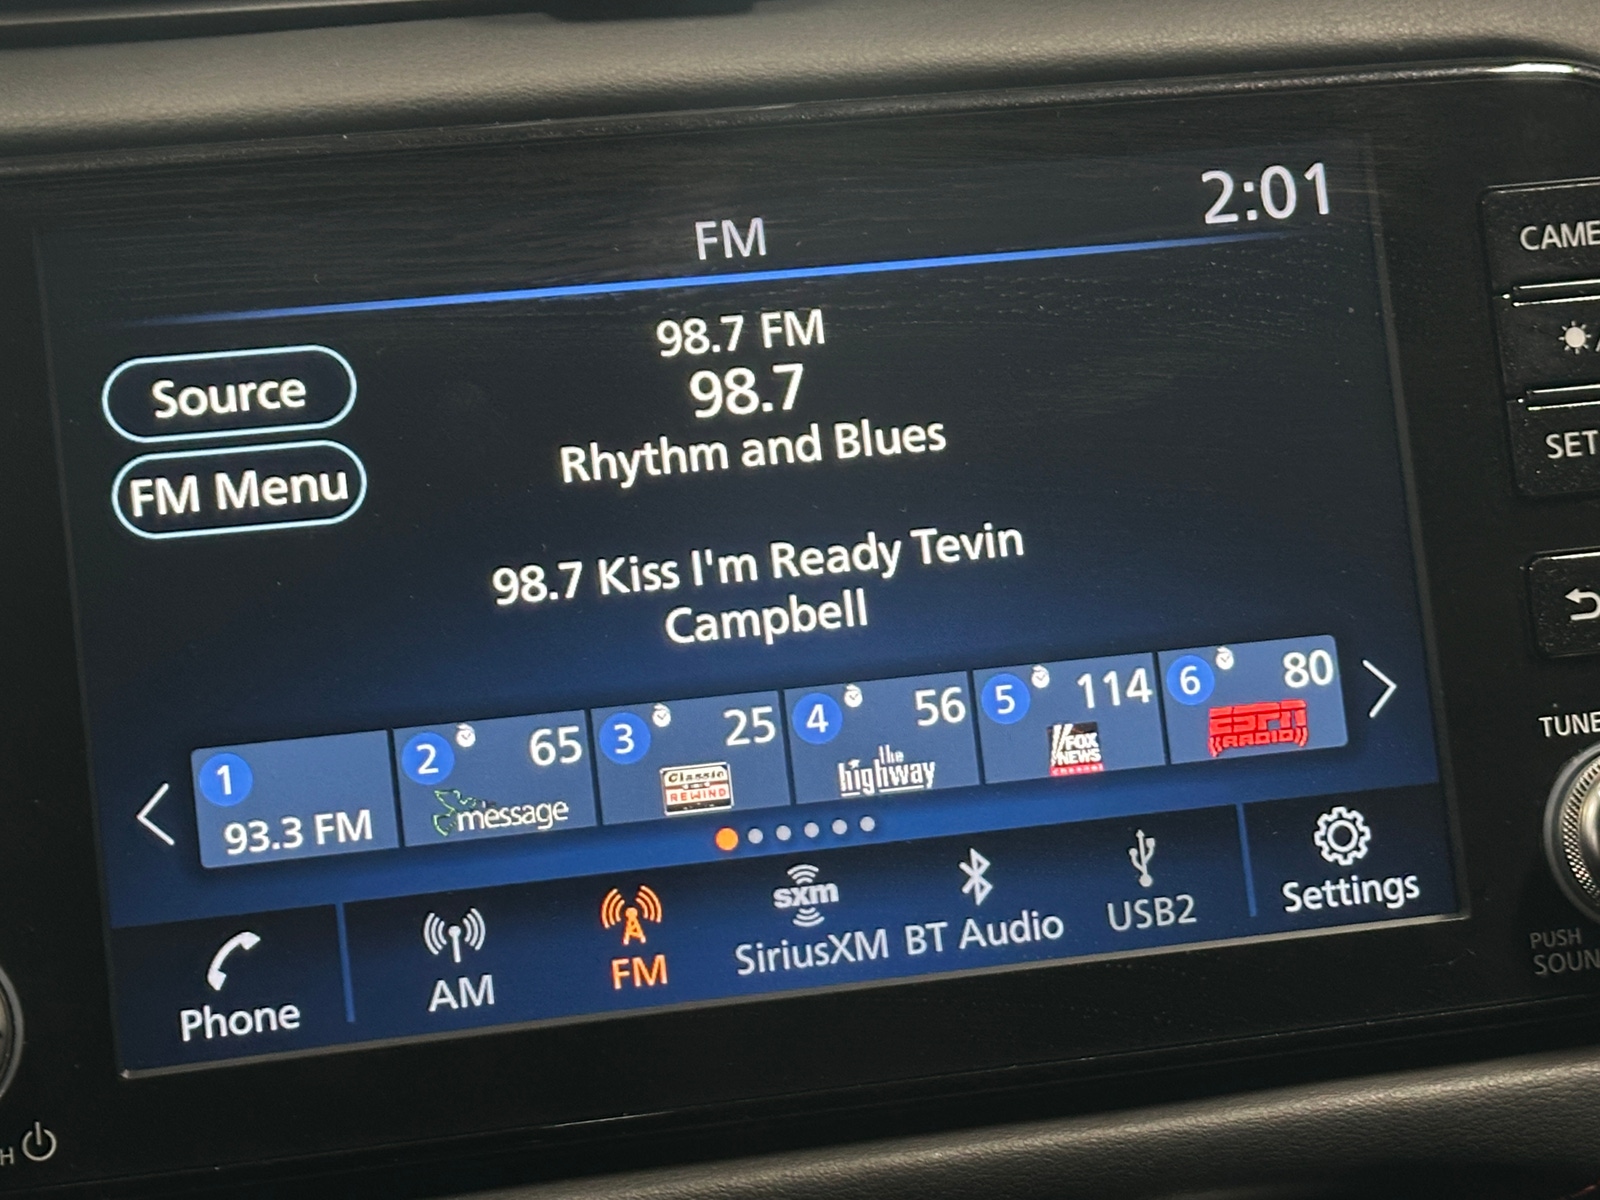 2:01
FM
98.7 FM
98.7
Rhythm and Blues
Source
FM Menu
98.7 Kiss I'm Ready Tevin
Campbell
1
93.3 FM
2 65
message
3 25
Classic
REWIND
4 56
the
highway
5 114
FOX
NEWS
channel
6 80
ESPN
RADIO
Phone
AM
FM
sxm
SiriusXM
BT Audio
USB2
Settings
CAME
SET
TUNE
PUSH
SOUN
H